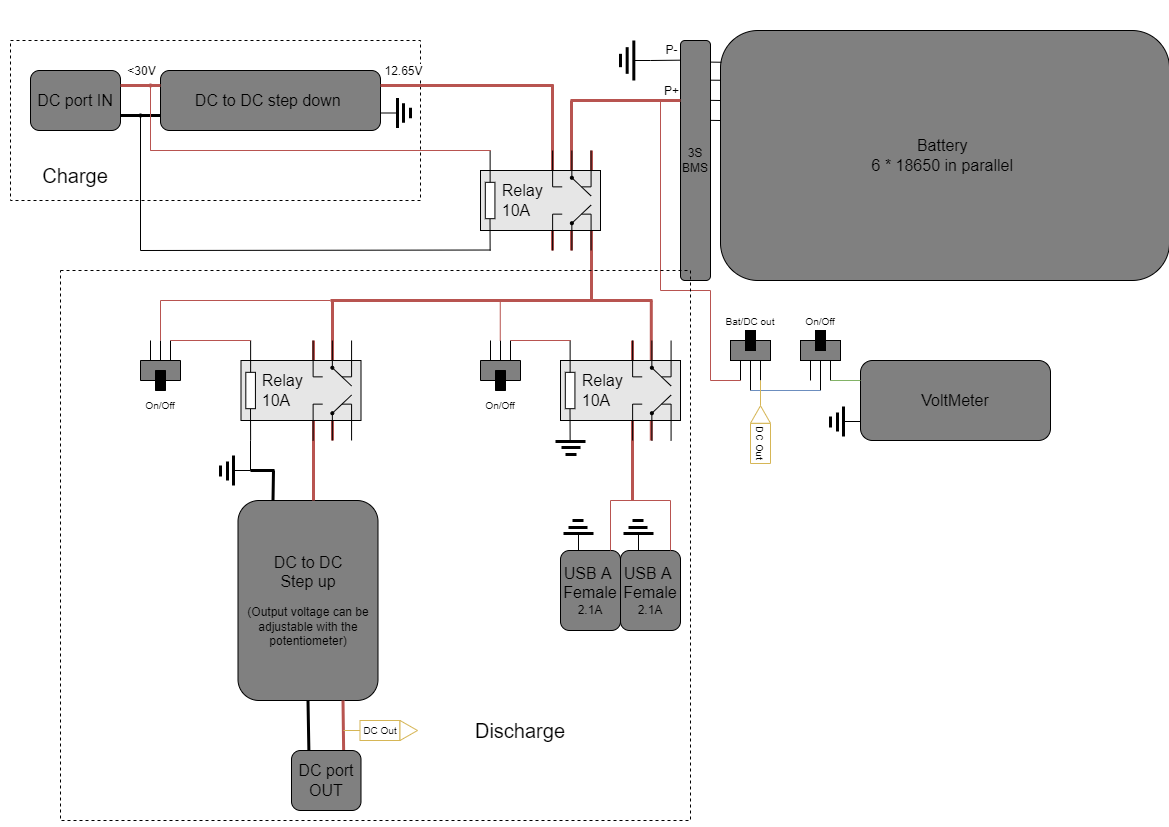 <30V
12.65V
DC port IN
DC to DC step down
Charge
P-
P+
3S
BMS
Battery
6 * 18650 in parallel
Relay
10A
Bat/DC out
On/Off
On/Off
Relay
10A
On/Off
Relay
10A
VoltMeter
DC Out
DC to DC
Step up
(Output voltage can be
adjustable with the
potentiometer)
USB A
Female
2.1A
USB A
Female
2.1A
DC Out
Discharge
DC port
OUT